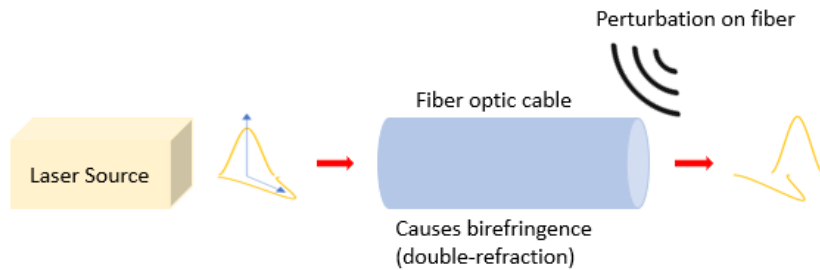 Perturbation on fiber
Fiber optic cable
Laser Source
Causes birefringence
(double-refraction)